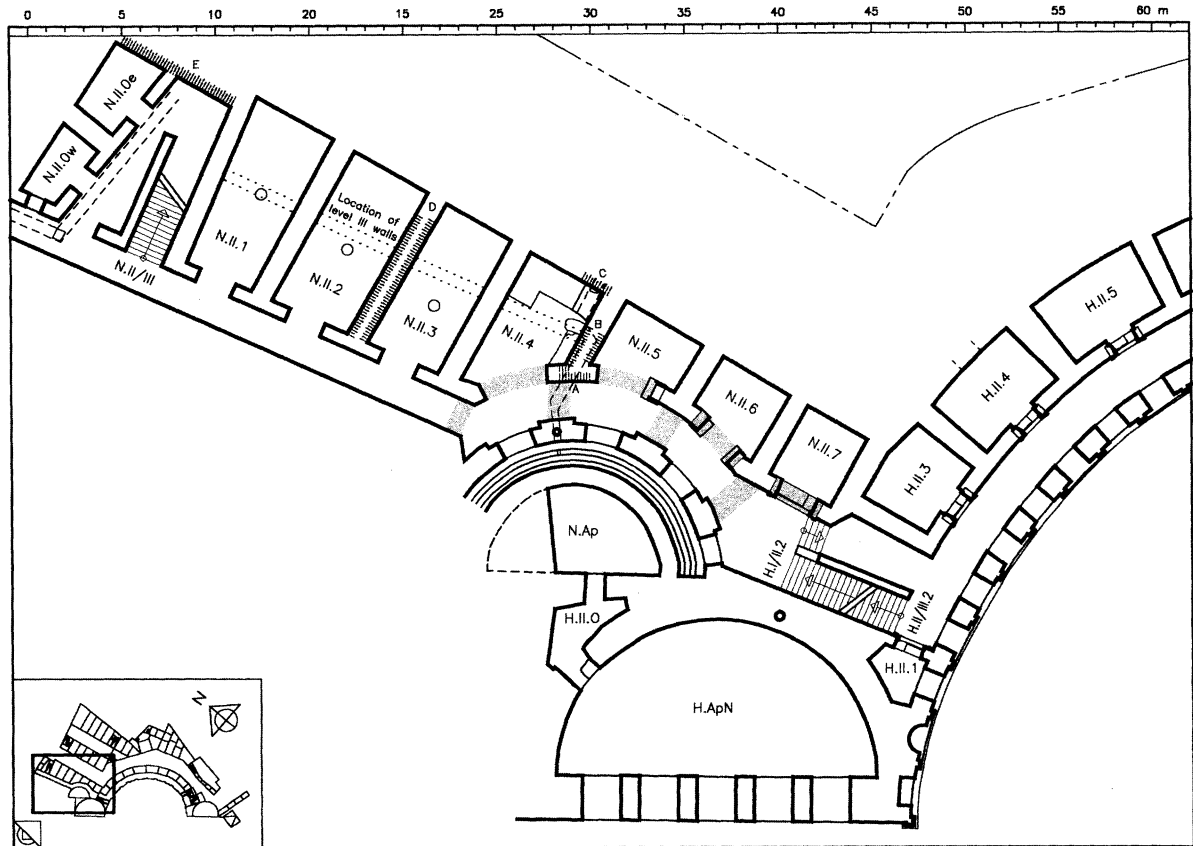 0 5 10 15 20 25 30 35 40 45 50 55 60 m
E
N.II.0e
N.II.0w
N.II/III
N.II.1
Location of
level III walls
D
N.II.2
N.II.3
C
B
N.II.4
A
N.II.5
N.II.6
N.II.7
H.II.5
H.II.4
H.II.3
N.Ap
H.I/II.2
H.II/III.2
H.II.0
H.II.1
H.ApN
N